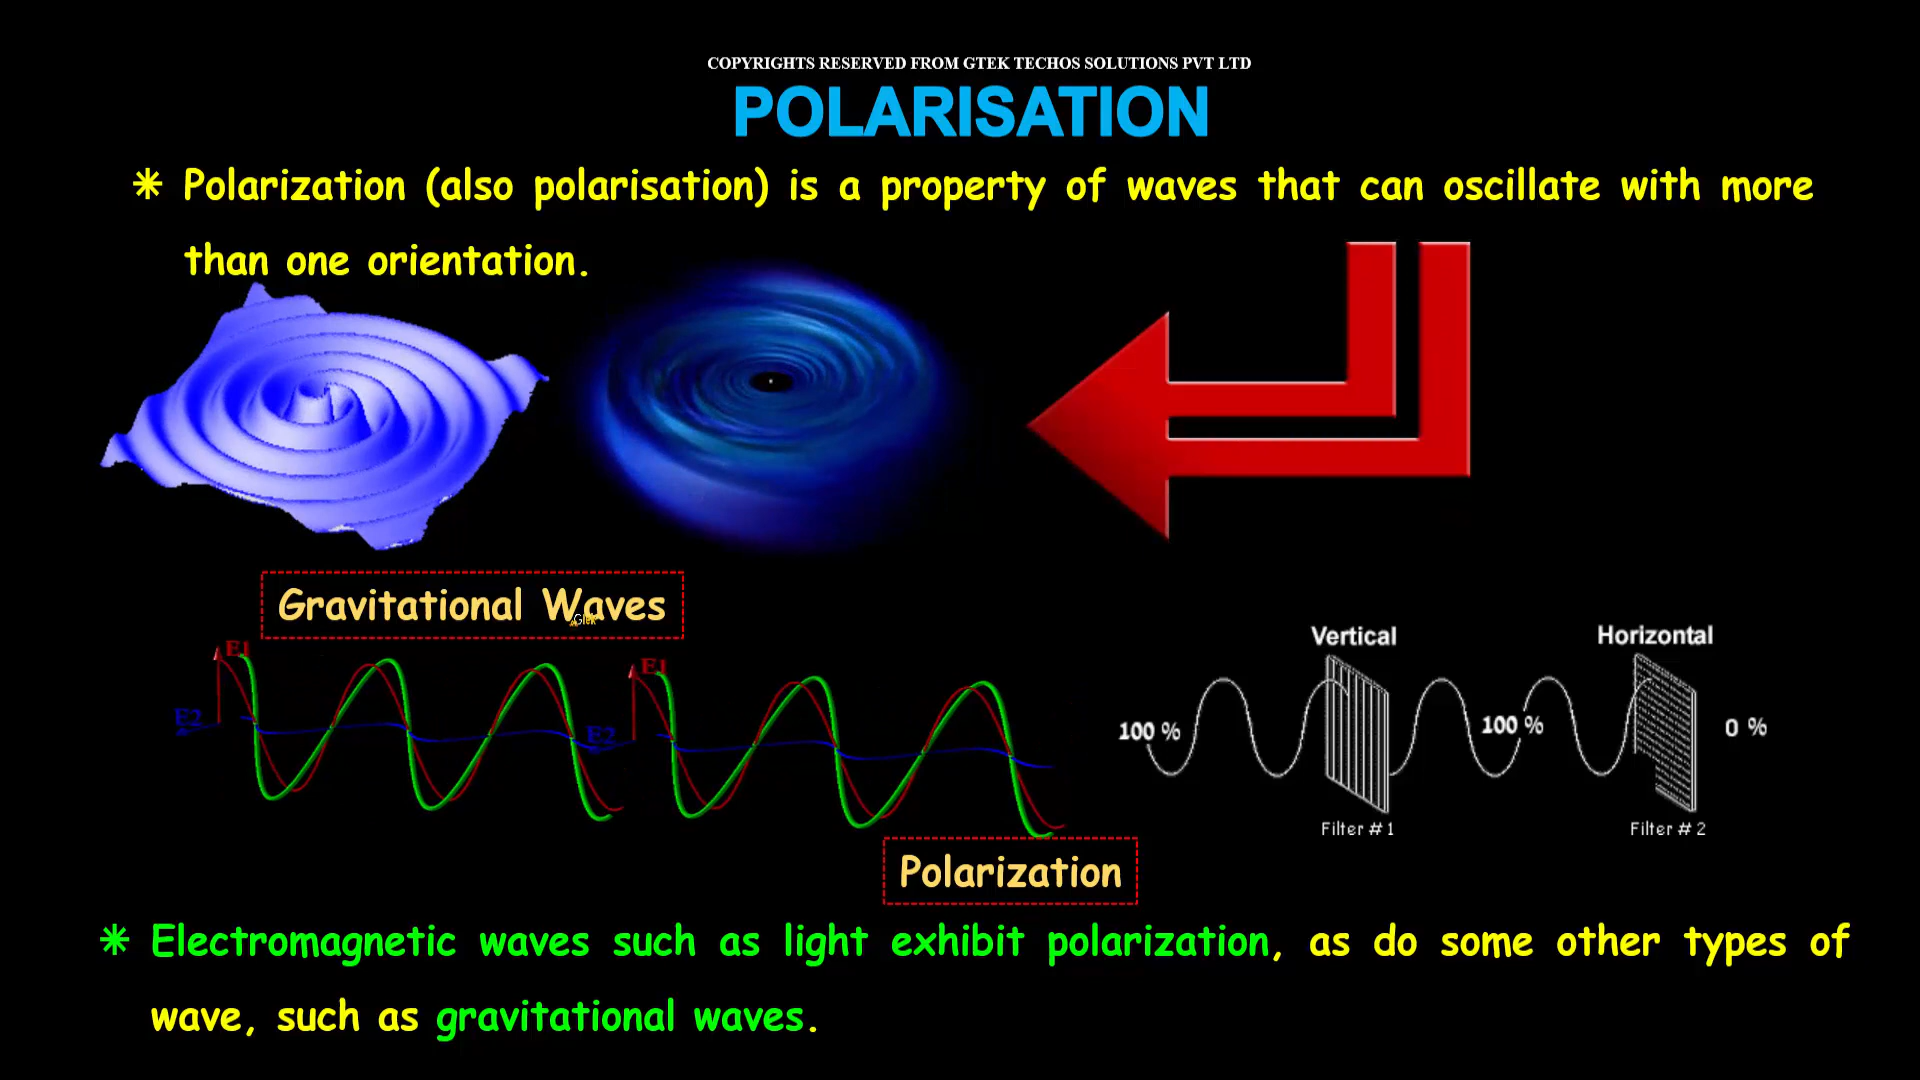 COPYRIGHTS RESERVED FROM GTEK TECHOS SOLUTIONS PVT LTD
POLARISATION
✳ Polarization (also polarisation) is a property of waves that can oscillate with more
than one orientation.
Gravitational Waves
Gtek
E1
E2
E1
E2
Vertical
Horizontal
100 %
100 %
0 %
Filter # 1
Filter # 2
Polarization
✳ Electromagnetic waves such as light exhibit polarization, as do some other types of
wave, such as gravitational waves.